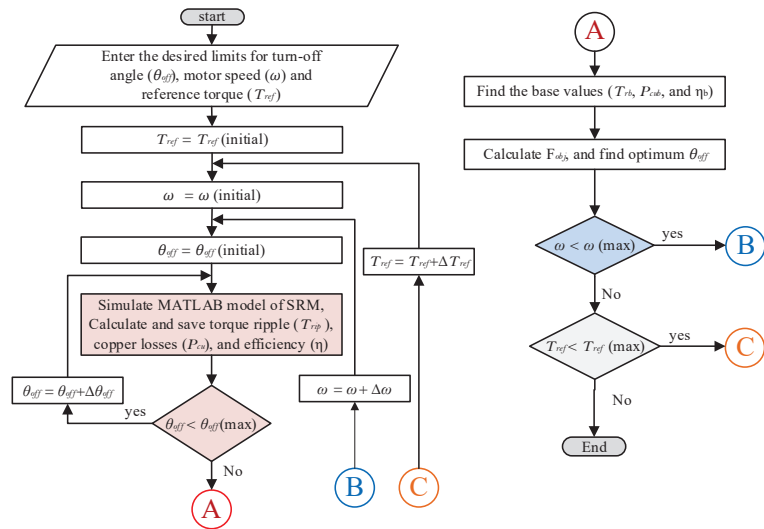 start
Enter the desired limits for turn-off
angle (θoff), motor speed (ω) and
reference torque (Tref)
Tref = Tref (initial)
ω = ω (initial)
θoff = θoff (initial)
Simulate MATLAB model of SRM,
Calculate and save torque ripple (Trip),
copper losses (Pcu), and efficiency (η)
θoff = θoff+Δθoff
yes
θoff < θoff(max)
No
A
ω = ω + Δω
B
Tref = Tref+ΔTref
C
A
Find the base values (Trb, Pcub, and ηb)
Calculate Fobj, and find optimum θoff
ω < ω (max)
yes
B
No
Tref < Tref (max)
yes
C
No
End